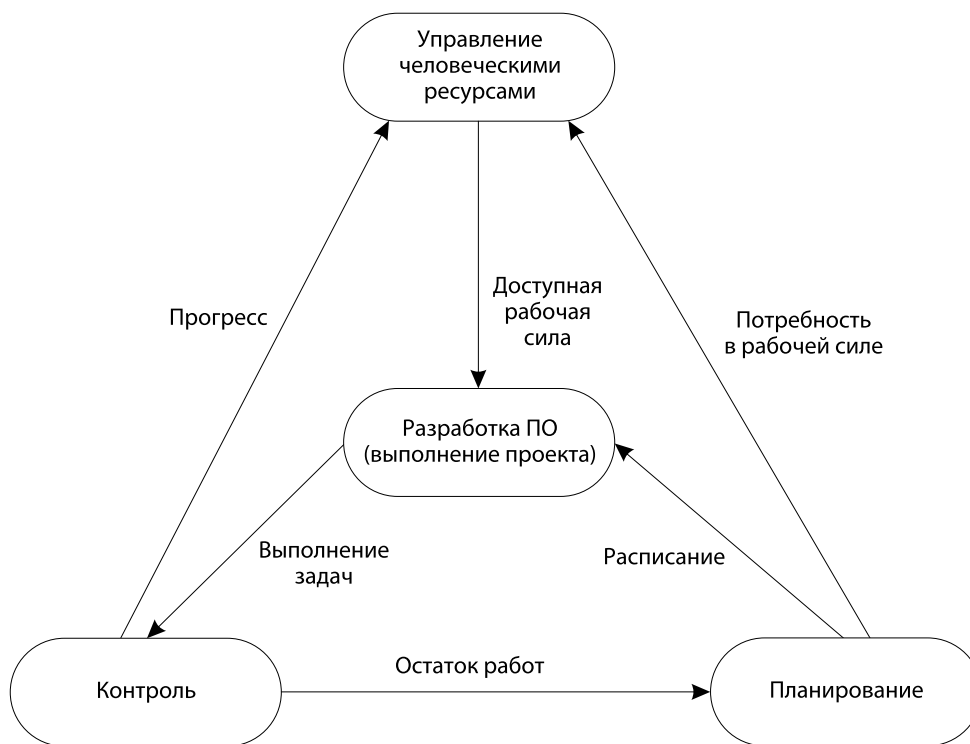 Управление
человеческими
ресурсами
Прогресс
Доступная
рабочая
сила
Потребность
в рабочей силе
Разработка ПО
(выполнение проекта)
Выполнение
задач
Расписание
Контроль
Остаток работ
Планирование